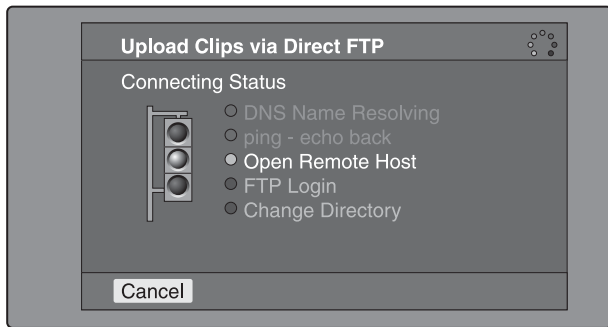 Upload Clips via Direct FTP
Connecting Status
DNS Name Resolving
ping - echo back
Open Remote Host
FTP Login
Change Directory
Cancel